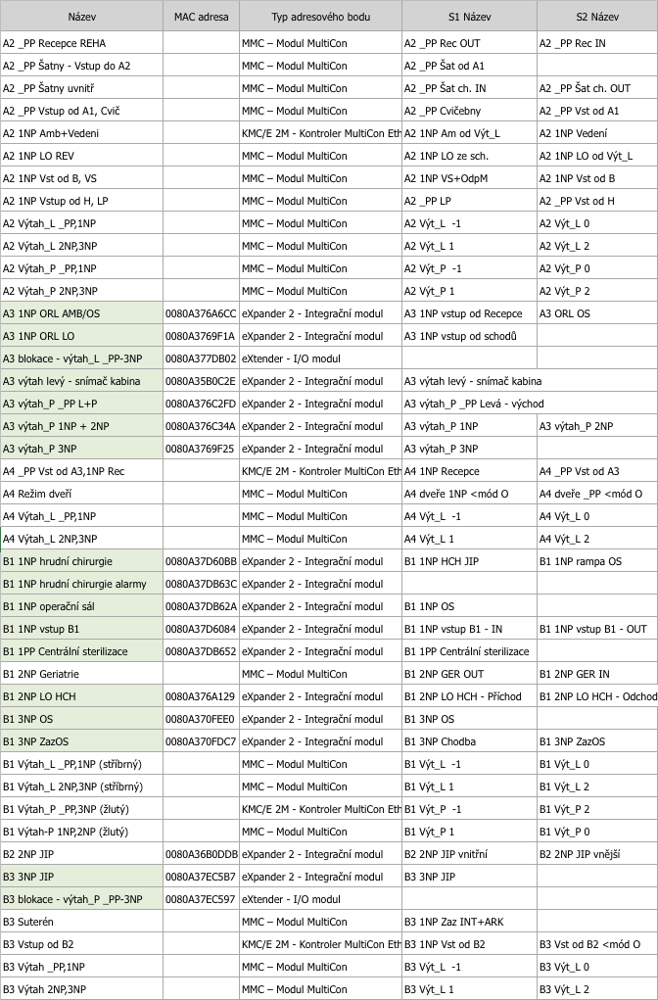 Název MAC adresa Typ adresového bodu S1 Název S2 Název
A2 _PP Recepce REHA MMC – Modul MultiCon A2 _PP Rec OUT A2 _PP Rec IN
A2 _PP Šatny - Vstup do A2 MMC – Modul MultiCon A2 _PP Šat od A1
A2 _PP Šatny uvnitř MMC – Modul MultiCon A2 _PP Šat ch. IN A2 _PP Šat ch. OUT
A2 _PP Vstup od A1, Cvič MMC – Modul MultiCon A2 _PP Cvičebny A2 _PP Vst od A1
A2 1NP Amb+Vedeni KMC/E 2M - Kontroler MultiCon Eth A2 1NP Am od Výt_L A2 1NP Vedení
A2 1NP LO REV MMC – Modul MultiCon A2 1NP LO ze sch. A2 1NP LO od Výt_L
A2 1NP Vst od B, VS MMC – Modul MultiCon A2 1NP VS+OdpM A2 1NP Vst od B
A2 1NP Vstup od H, LP MMC – Modul MultiCon A2 _PP LP A2 _PP Vst od H
A2 Výtah_L _PP,1NP MMC – Modul MultiCon A2 Výt_L -1 A2 Výt_L 0
A2 Výtah_L 2NP,3NP MMC – Modul MultiCon A2 Výt_L 1 A2 Výt_L 2
A2 Výtah_P _PP,1NP MMC – Modul MultiCon A2 Výt_P -1 A2 Výt_P 0
A2 Výtah_P 2NP,3NP MMC – Modul MultiCon A2 Výt_P 1 A2 Výt_P 2
A3 1NP ORL AMB/OS 0080A376A6CC eXpander 2 - Integrační modul A3 1NP vstup od Recepce A3 ORL OS
A3 1NP ORL LO 0080A3769F1A eXpander 2 - Integrační modul A3 1NP vstup od schodů
A3 blokace - výtah_L _PP-3NP 0080A377DB02 eXtender - I/O modul
A3 výtah levý - snímač kabina 0080A35B0C2E eXpander 2 - Integrační modul A3 výtah levý - snímač kabina
A3 výtah_P _PP L+P 0080A376C2FD eXpander 2 - Integrační modul A3 výtah_P _PP Levá - východ
A3 výtah_P 1NP + 2NP 0080A376C34A eXpander 2 - Integrační modul A3 výtah_P 1NP A3 výtah_P 2NP
A3 výtah_P 3NP 0080A3769F25 eXpander 2 - Integrační modul A3 výtah_P 3NP
A4 _PP Vst od A3,1NP Rec KMC/E 2M - Kontroler MultiCon Eth A4 1NP Recepce A4 _PP Vst od A3
A4 Režim dveří MMC – Modul MultiCon A4 dveře 1NP <mód O A4 dveře _PP <mód O
A4 Výtah_L _PP,1NP MMC – Modul MultiCon A4 Výt_L -1 A4 Výt_L 0
A4 Výtah_L 2NP,3NP MMC – Modul MultiCon A4 Výt_L 1 A4 Výt_L 2
B1 1NP hrudní chirurgie 0080A37D60BB eXpander 2 - Integrační modul B1 1NP HCH JIP B1 1NP rampa OS
B1 1NP hrudní chirurgie alarmy 0080A37DB63C eXpander 2 - Integrační modul
B1 1NP operační sál 0080A37DB62A eXpander 2 - Integrační modul B1 1NP OS
B1 1NP vstup B1 0080A37D6084 eXpander 2 - Integrační modul B1 1NP vstup B1 - IN B1 1NP vstup B1 - OUT
B1 1PP Centrální sterilizace 0080A37DB652 eXpander 2 - Integrační modul B1 1PP Centrální sterilizace
B1 2NP Geriatrie MMC – Modul MultiCon B1 2NP GER OUT B1 2NP GER IN
B1 2NP LO HCH 0080A376A129 eXpander 2 - Integrační modul B1 2NP LO HCH - Příchod B1 2NP LO HCH - Odchod
B1 3NP OS 0080A370FEE0 eXpander 2 - Integrační modul B1 3NP OS
B1 3NP ZazOS 0080A370FDC7 eXpander 2 - Integrační modul B1 3NP Chodba B1 3NP ZazOS
B1 Výtah_L _PP,1NP (stříbrný) MMC – Modul MultiCon B1 Výt_L -1 B1 Výt_L 0
B1 Výtah_L 2NP,3NP (stříbrný) MMC – Modul MultiCon B1 Výt_L 1 B1 Výt_L 2
B1 Výtah_P _PP,3NP (žlutý) KMC/E 2M - Kontroler MultiCon Eth B1 Výt_P -1 B1 Výt_P 2
B1 Výtah-P 1NP,2NP (žlutý) MMC – Modul MultiCon B1 Výt_P 1 B1 Výt_P 0
B2 2NP JIP 0080A36B0DDB eXpander 2 - Integrační modul B2 2NP JIP vnitřní B2 2NP JIP vnější
B3 3NP JIP 0080A37EC5B7 eXpander 2 - Integrační modul B3 3NP JIP
B3 blokace - výtah_P _PP-3NP 0080A37EC597 eXtender - I/O modul
B3 Suterén MMC – Modul MultiCon B3 1NP Zaz INT+ARK
B3 Vstup od B2 KMC/E 2M - Kontroler MultiCon Eth B3 1NP Vst od B2 B3 Vst od B2 <mód O
B3 Výtah _PP,1NP MMC – Modul MultiCon B3 Výt_L -1 B3 Výt_L 0
B3 Výtah 2NP,3NP MMC – Modul MultiCon B3 Výt_L 1 B3 Výt_L 2